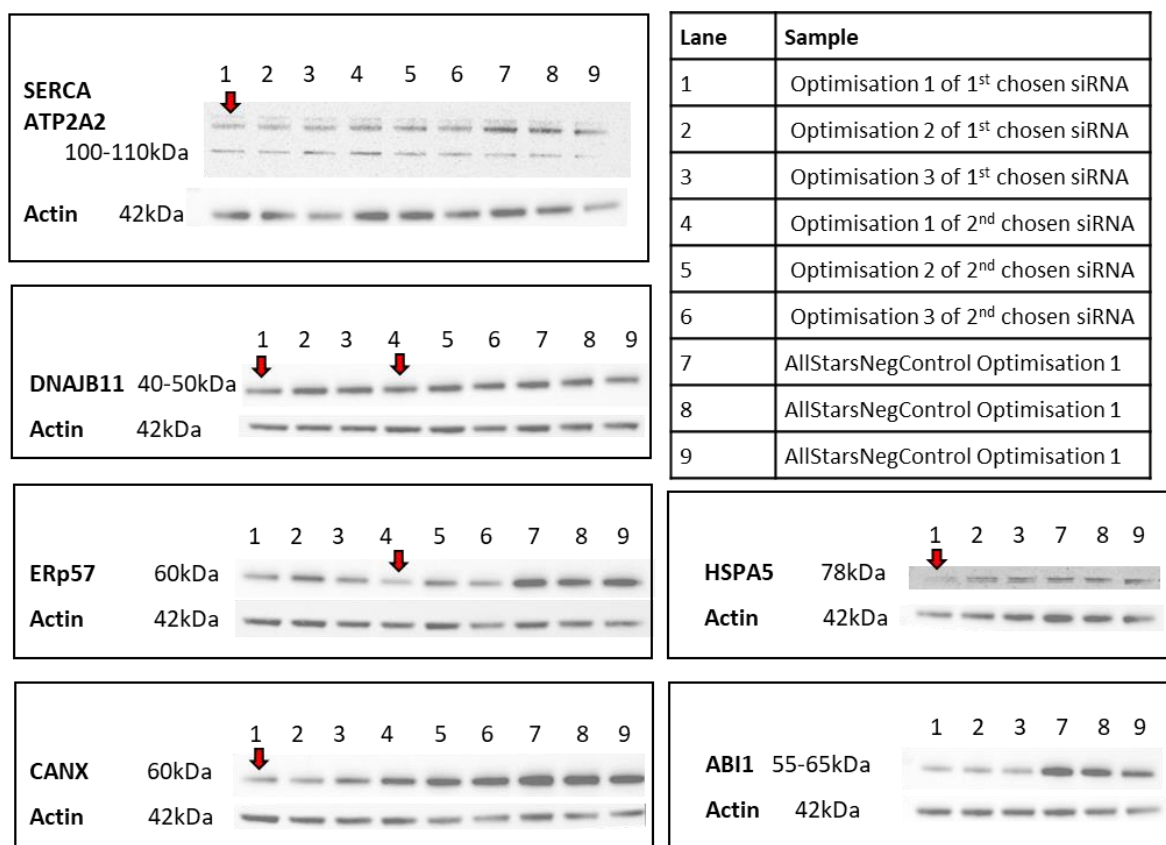 1 2 3 4 5 6 7 8 9
SERCA
ATP2A2
100-110kDa
Actin 42kDa
Lane Sample
1 Optimisation 1 of 1st chosen siRNA
2 Optimisation 2 of 1st chosen siRNA
3 Optimisation 3 of 1st chosen siRNA
4 Optimisation 1 of 2nd chosen siRNA
5 Optimisation 2 of 2nd chosen siRNA
6 Optimisation 3 of 2nd chosen siRNA
7 AllStarsNegControl Optimisation 1
8 AllStarsNegControl Optimisation 1
9 AllStarsNegControl Optimisation 1
1 2 3 4 5 6 7 8 9
DNAJB11 40-50kDa
Actin 42kDa
1 2 3 4 5 6 7 8 9
ERp57 60kDa
Actin 42kDa
1 2 3 7 8 9
HSPA5 78kDa
Actin 42kDa
1 2 3 4 5 6 7 8 9
CANX 60kDa
Actin 42kDa
1 2 3 7 8 9
ABI1 55-65kDa
Actin 42kDa